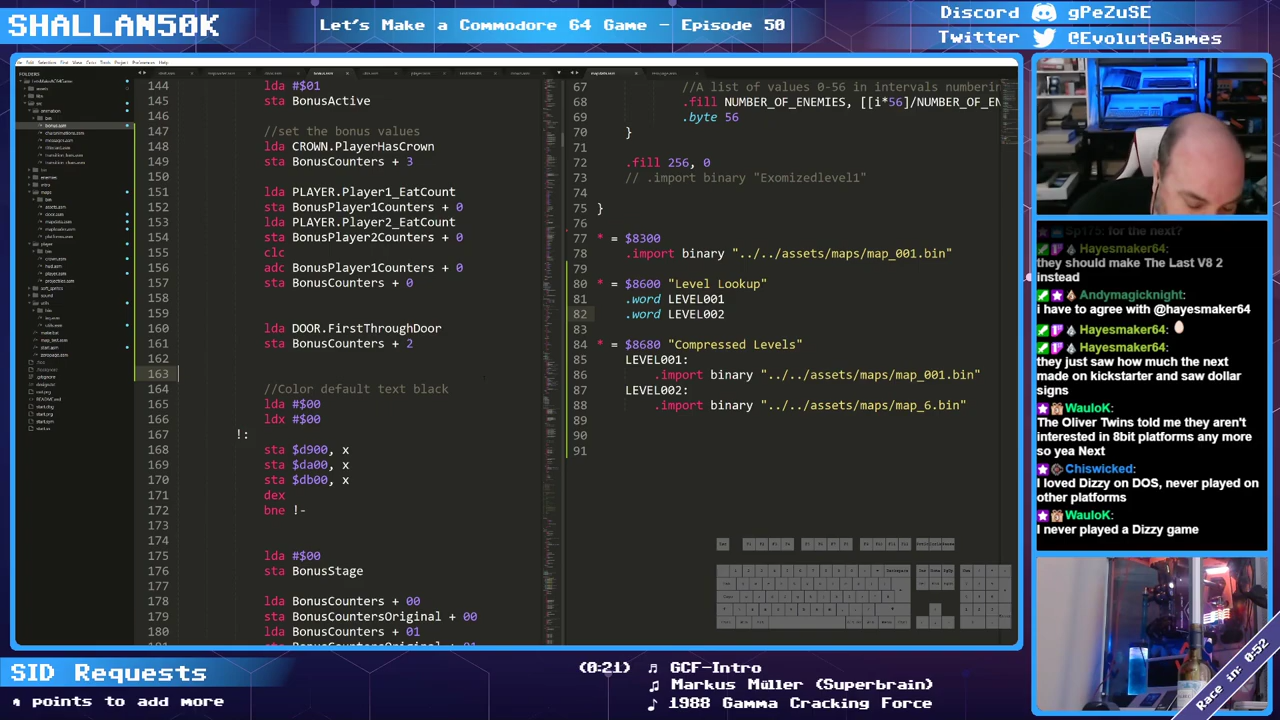 SHALLAN50K
Let's Make a Commodore 64 Game - Episode 50
Discord gPeZuSE
Twitter @EvoluteGames
FOLDERS
144 lda #$01
145 sta BonusActive
146
147 //set the bonus values
148 lda CROWN.PlayerHasCrown
149 sta BonusCounters + 3
150
151 lda PLAYER.Player1_EatCount
152 sta BonusPlayer1Counters + 0
153 lda PLAYER.Player2_EatCount
154 sta BonusPlayer2Counters + 0
155 clc
156 adc BonusPlayer1Counters + 0
157 sta BonusCounters + 0
158
159
160 lda DOOR.FirstThroughDoor
161 sta BonusCounters + 2
162
163
164 //Color default text black
165 lda #$00
166 ldx #$00
167 !:
168 sta $d900, x
169 sta $da00, x
170 sta $db00, x
171 dex
172 bne !-
173
174
175 lda #$00
176 sta BonusStage
177
178 lda BonusCounters + 00
179 sta BonusCountersOriginal + 00
180 lda BonusCounters + 01
67 //A list of values 0-56 in intervals numbering
68 .fill NUMBER_OF_ENEMIES, [[i*56]/NUMBER_OF_EN
69 .byte 56
70 }
71
72 .fill 256, 0
73 // .import binary "Exomizedlevel1"
74
75 }
76
77 * = $8300
78 .import binary "../../assets/maps/map_001.bin"
79
80 * = $8600 "Level Lookup"
81 .word LEVEL001
82 .word LEVEL002
83
84 * = $8680 "Compressed Levels"
85 LEVEL001:
86 .import binary "../../assets/maps/map_001.bin"
87 LEVEL002:
88 .import binary "../../assets/maps/map_6.bin"
89
90
91
for the next?
Hayesmaker64:
they should make The Last V8 2
instead
Andymagicknight:
i have to agree with @hayesmaker64
Hayesmaker64:
Hayesmaker64:
they just saw how much the next
made on kickstarter and saw dollar
signs
WauloK:
The Oliver Twins told me they aren't
interested in 8bit platforms any more
so yea Next
Chiswicked:
I loved Dizzy on DOS, never played on
other platforms
WauloK:
I never played a Dizzy game
SID Requests
points to add more
(0:21) ♫ GCF-Intro
♫ Markus Müller (Superbrain)
♪ 1988 Gamma Cracking Force
Race in: 0:52